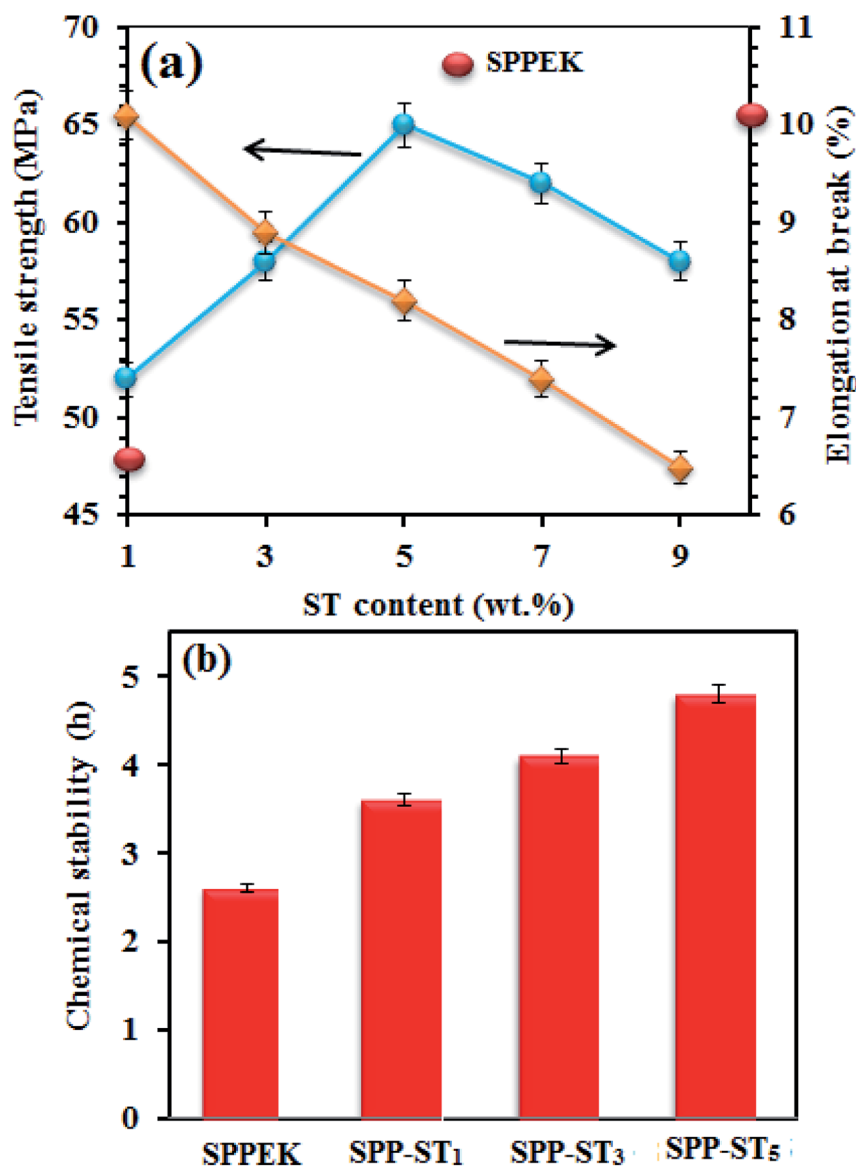 (a)
SPPEK
Tensile strength (MPa)
70
65
60
55
50
45
Elongation at break (%)
11
10
9
8
7
6
1 3 5 7 9
ST content (wt.%)
(b)
Chemical stability (h)
5
4
3
2
1
0
SPPEK SPP-ST₁ SPP-ST₃ SPP-ST₅